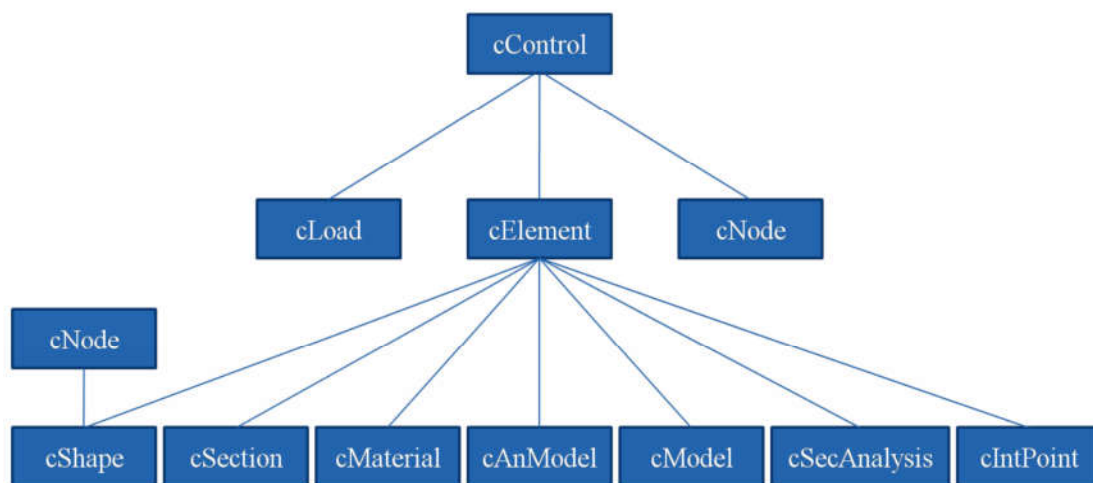 cControl
cLoad
cElement
cNode
cNode
cShape
cSection
cMaterial
cAnModel
cModel
cSecAnalysis
cIntPoint